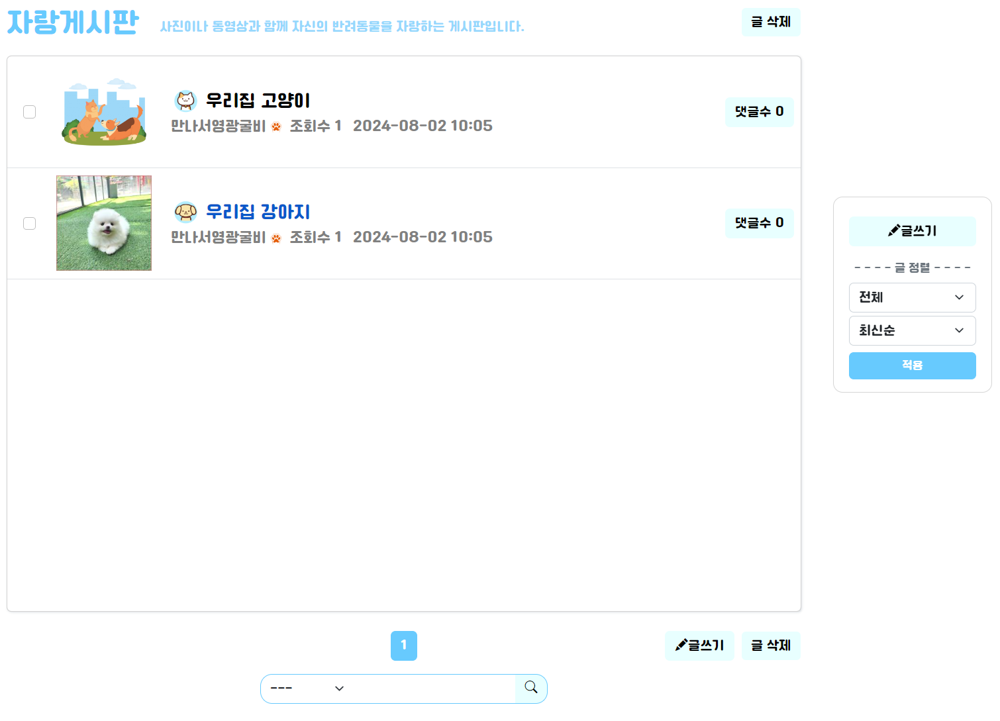 자랑게시판 사진이나 동영상과 함께 자신의 반려동물을 자랑하는 게시판입니다. 글 삭제
우리집 고양이
만나서영광굴비 조회수 1 2024-08-02 10:05
댓글수 0
우리집 강아지
만나서영광굴비 조회수 1 2024-08-02 10:05
댓글수 0
글쓰기
- - - - 글 정렬 - - - -
전체
최신순
적용
1
글쓰기 글 삭제
---